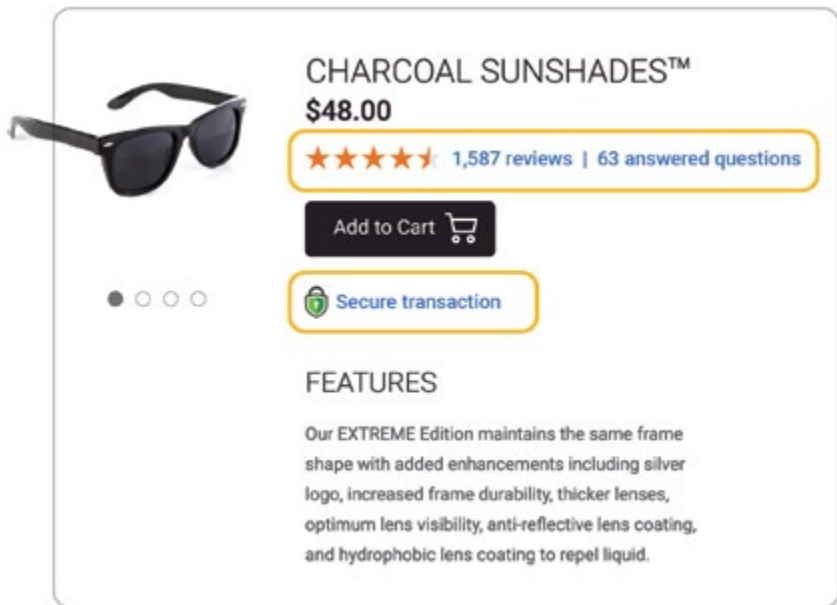 CHARCOAL SUNSHADES™
$48.00
1,587 reviews | 63 answered questions
Add to Cart
Secure transaction
FEATURES
Our EXTREME Edition maintains the same frame
shape with added enhancements including silver
logo, increased frame durability, thicker lenses,
optimum lens visibility, anti-reflective lens coating,
and hydrophobic lens coating to repel liquid.